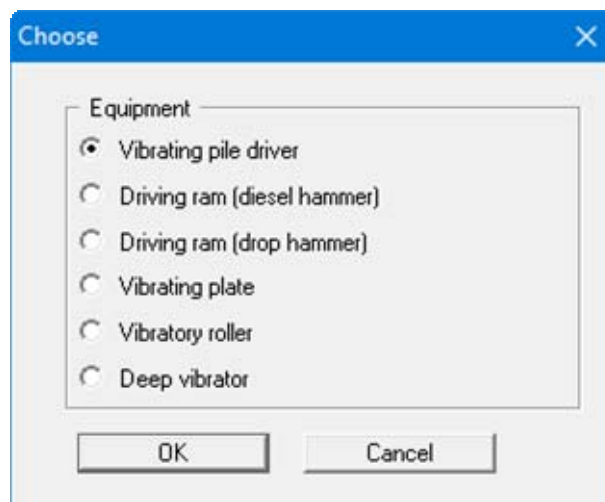 Choose
Equipment
Vibrating pile driver
Driving ram (diesel hammer)
Driving ram (drop hammer)
Vibrating plate
Vibratory roller
Deep vibrator
OK
Cancel